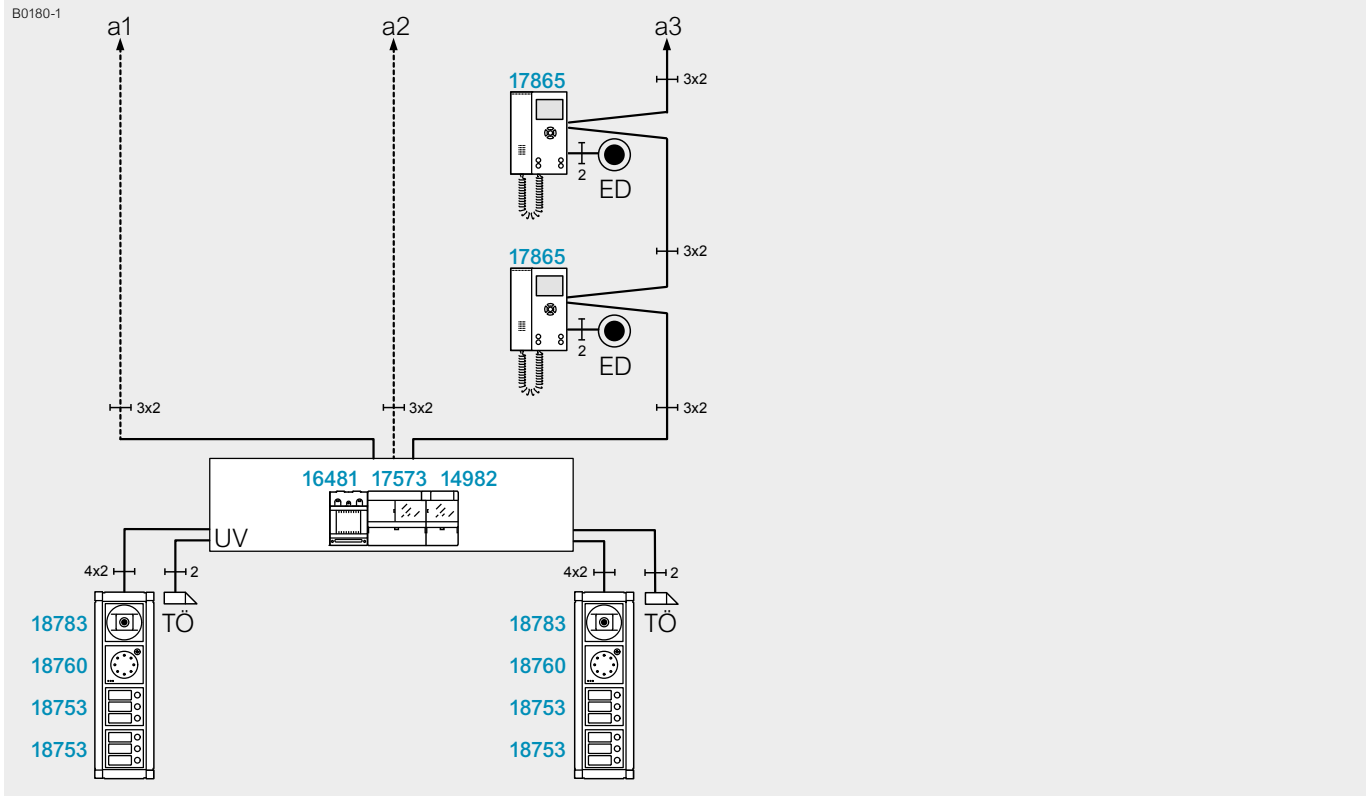 B0180-1
a1 a2 a3
3x2
17865
2
ED
3x2
17865
2
ED
3x2 3x2 3x2
16481 17573 14982
UV
4x2 2 4x2 2
18783 TÖ 18783 TÖ
18760 18760
18753 18753
18753 18753